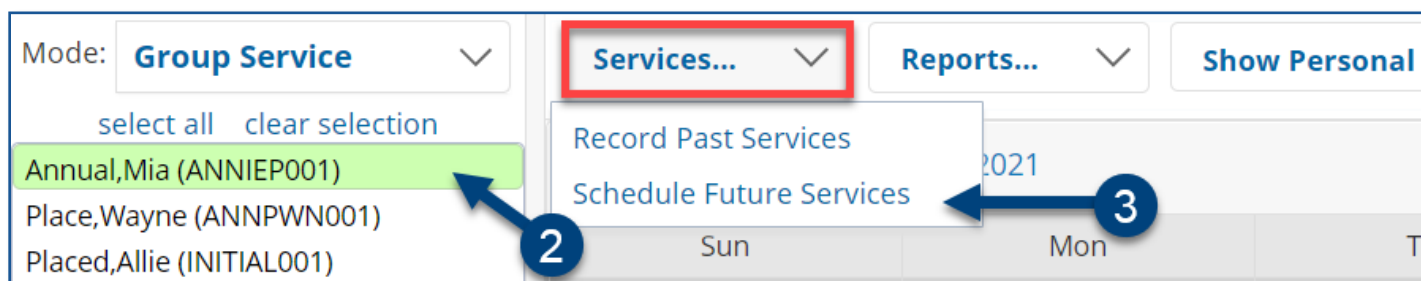 Mode: Group Service
Services...
Reports...
Show Personal
select all clear selection
Annual,Mia (ANNIEP001)
Place,Wayne (ANNPWN001)
Placed,Allie (INITIAL001)
2
Record Past Services
Schedule Future Services
3
2021
Sun
Mon
T